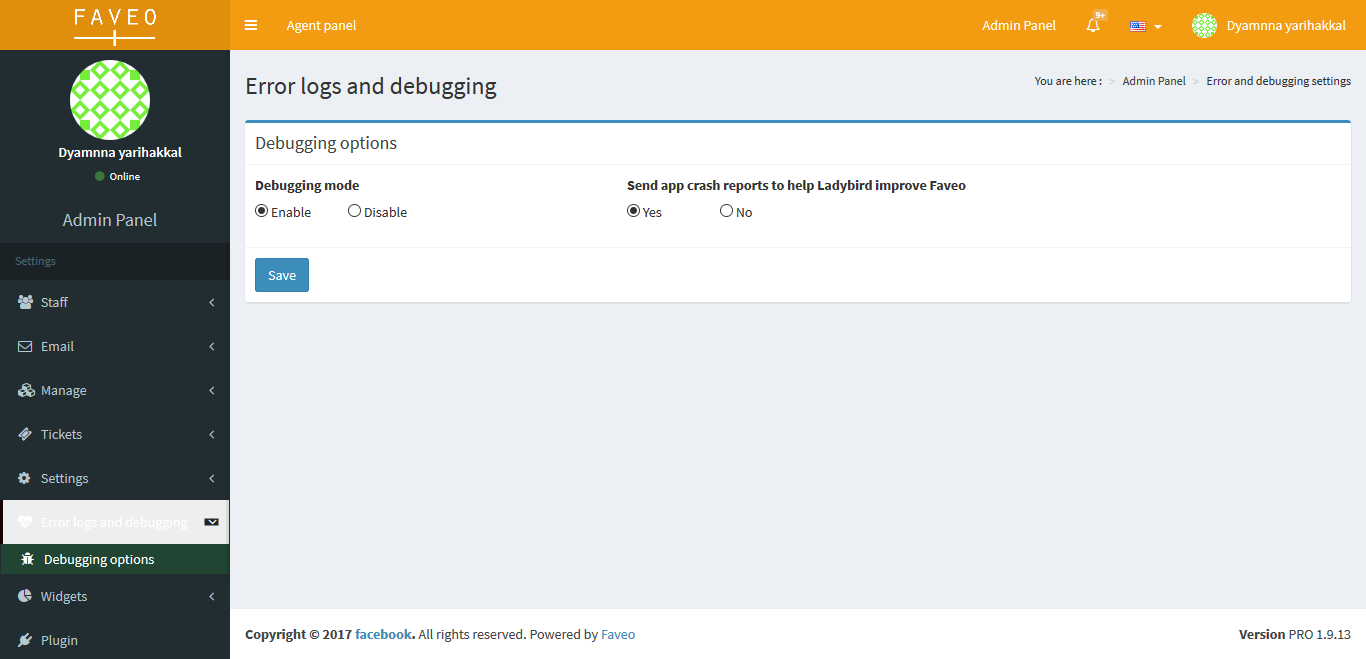 FAVEO
Agent panel
Admin Panel
9+
Dyamnna yarihakkal
Dyamnna yarihakkal
Online
Admin Panel
Settings
Staff
Email
Manage
Tickets
Settings
Error logs and debugging
Debugging options
Widgets
Plugin
Error logs and debugging
You are here : > Admin Panel > Error and debugging settings
Debugging options
Debugging mode
Enable Disable
Send app crash reports to help Ladybird improve Faveo
Yes No
Save
Copyright © 2017 facebook. All rights reserved. Powered by Faveo
Version PRO 1.9.13